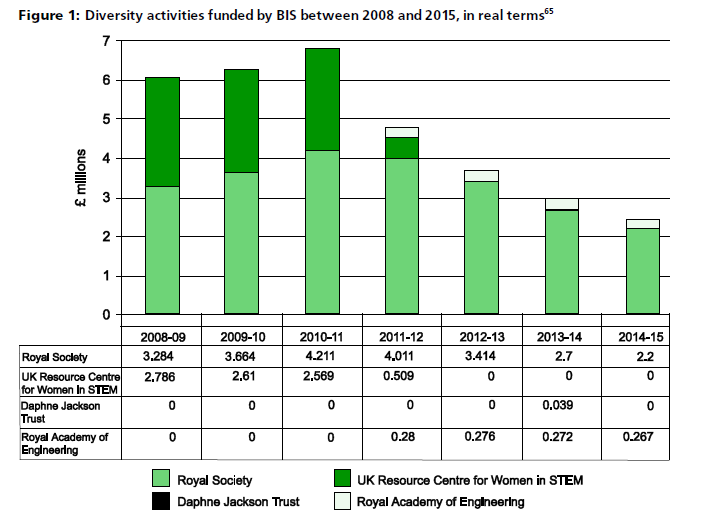 Figure 1: Diversity activities funded by BIS between 2008 and 2015, in real terms65
7
6
5
4
3
2
1
0
£ millions
2008-09 2009-10 2010-11 2011-12 2012-13 2013-14 2014-15
Royal Society 3.284 3.664 4.211 4.011 3.414 2.7 2.2
UK Resource Centre
for Women in STEM 2.786 2.61 2.569 0.509 0 0 0
Daphne Jackson
Trust 0 0 0 0 0 0.039 0
Royal Academy of
Engineering 0 0 0 0.28 0.276 0.272 0.267
Royal Society UK Resource Centre for Women in STEM
Daphne Jackson Trust Royal Academy of Engineering